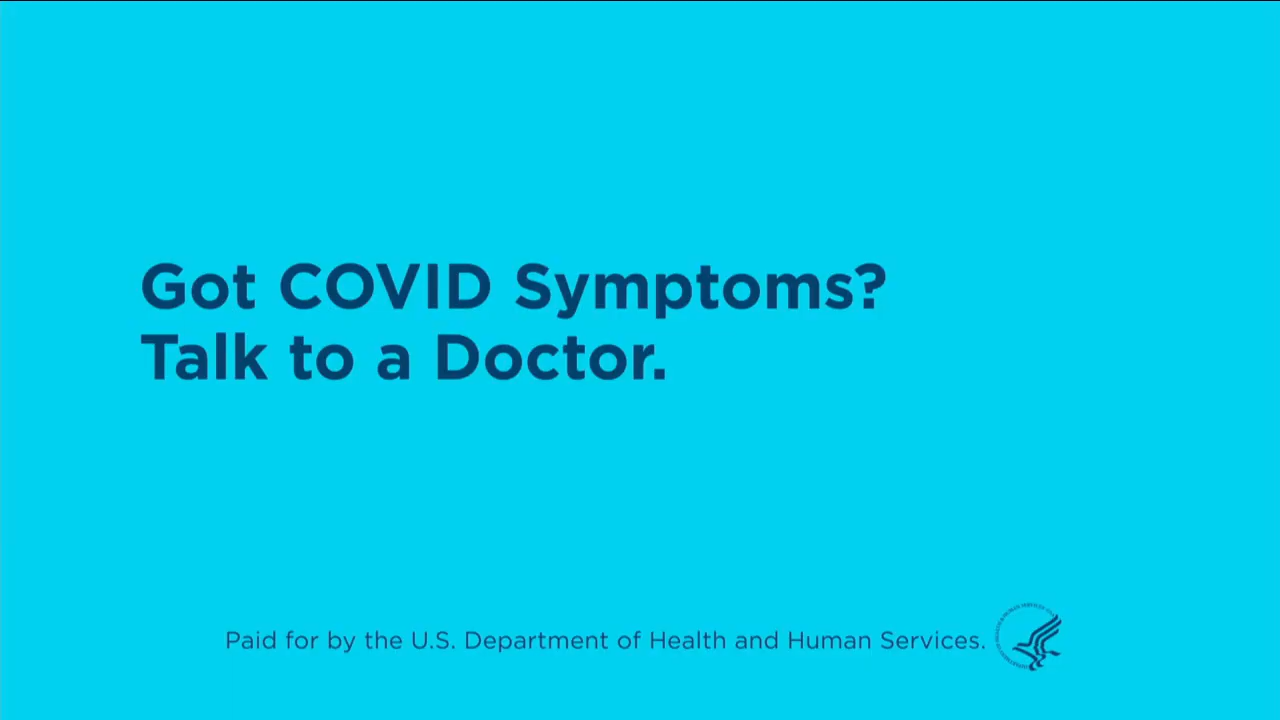 Got COVID Symptoms?
Talk to a Doctor.
Paid for by the U.S. Department of Health and Human Services.